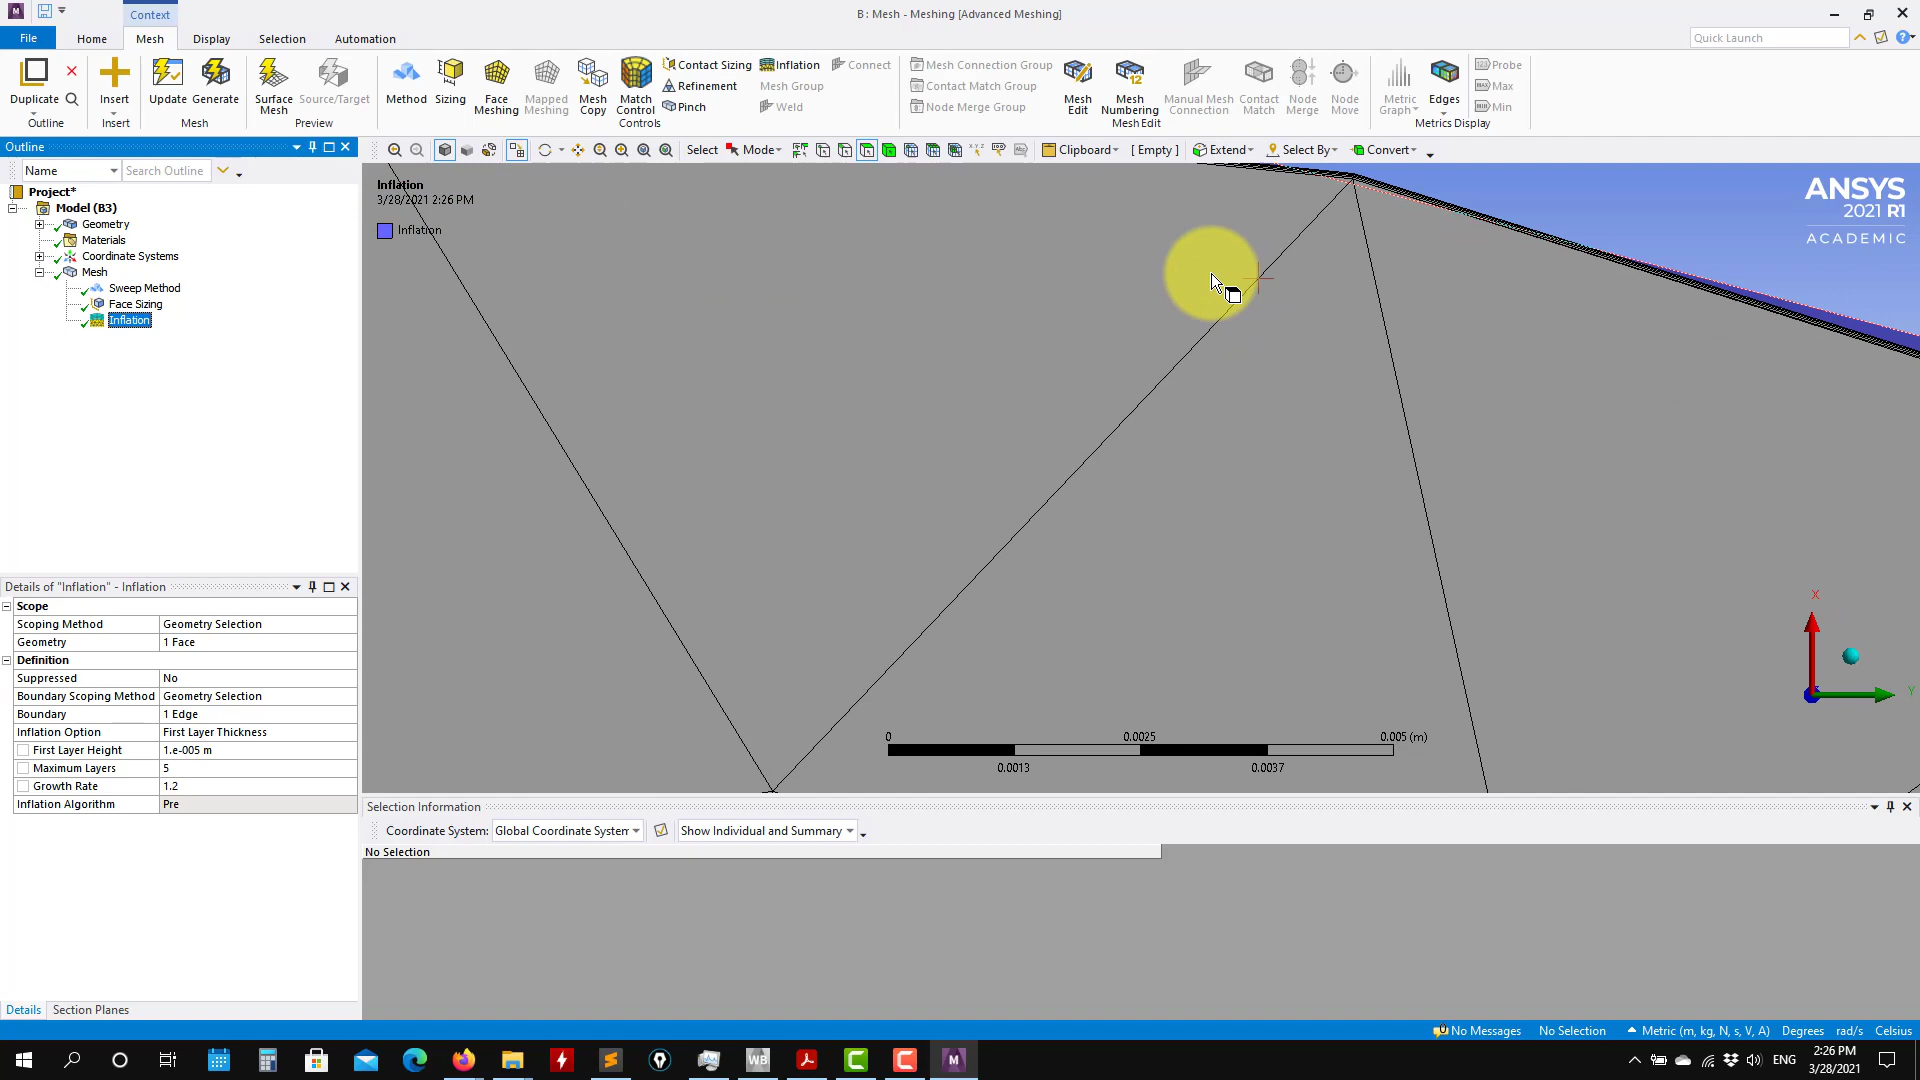 Context
B : Mesh - Meshing [Advanced Meshing]
File
Home
Mesh
Display
Selection
Automation
Quick Launch
Duplicate
Outline
Insert
Insert
Update
Generate
Mesh
Surface
Mesh
Source/Target
Preview
Method
Sizing
Face
Meshing
Mapped
Meshing
Mesh
Copy
Match
Control
Contact Sizing
Refinement
Pinch
Inflation
Mesh Group
Weld
Connect
Controls
Mesh Connection Group
Contact Match Group
Node Merge Group
Mesh
Edit
Mesh
Numbering
Manual Mesh
Connection
Contact
Match
Node
Merge
Node
Move
Mesh Edit
Metric
Graph
Edges
Probe
Max
Min
Metrics Display
Outline
Name
Search Outline
Project*
Model (B3)
Geometry
Materials
Coordinate Systems
Mesh
Sweep Method
Face Sizing
Inflation
Select
Mode
Clipboard
[ Empty ]
Extend
Select By
Convert
Inflation
3/28/2021 2:26 PM
Inflation
ANSYS
2021 R1
ACADEMIC
X
Y
0
0.0025
0.005 (m)
0.0013
0.0037
Details of "Inflation" - Inflation
Scope
Scoping Method Geometry Selection
Geometry 1 Face
Definition
Suppressed No
Boundary Scoping Method Geometry Selection
Boundary 1 Edge
Inflation Option First Layer Thickness
First Layer Height 1.e-005 m
Maximum Layers 5
Growth Rate 1.2
Inflation Algorithm Pre
Details
Section Planes
Selection Information
Coordinate System:
Global Coordinate System
Show Individual and Summary
No Selection
No Messages
No Selection
Metric (m, kg, N, s, V, A)
Degrees
rad/s
Celsius
WB
M
ENG
2:26 PM
3/28/2021